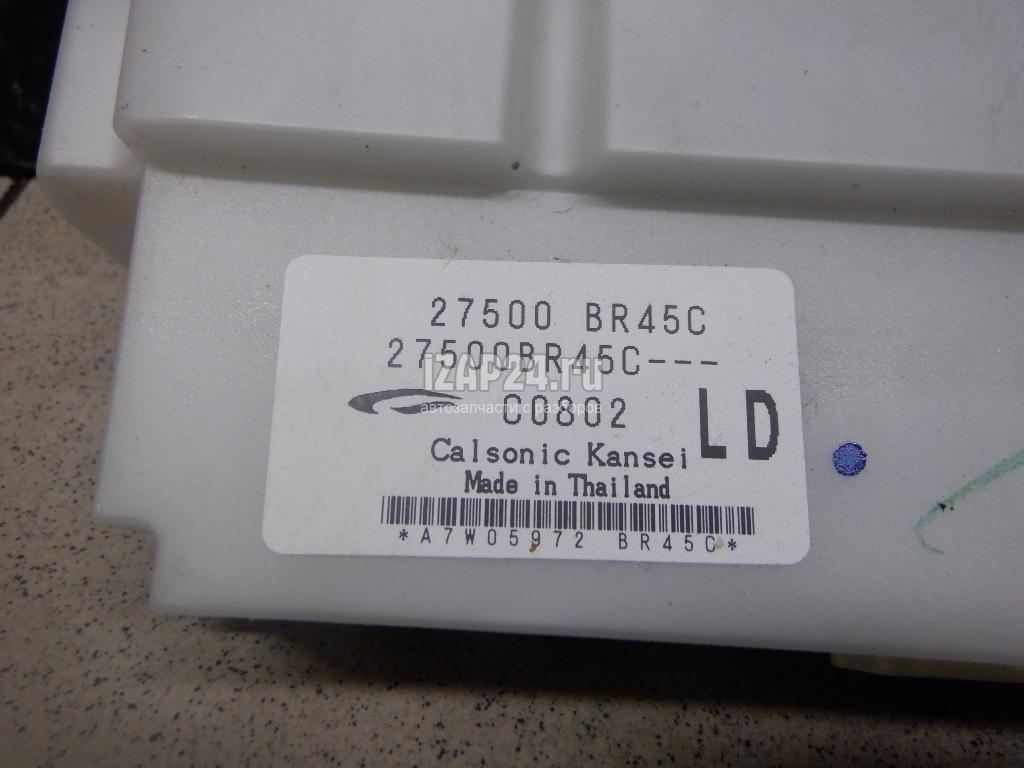 27500 BR45C
27500BR45C---
iZAP24.ru
автозапчасти с разборов
C0802
LD
Calsonic Kansei
Made in Thailand
*A7W05972 BR45C*